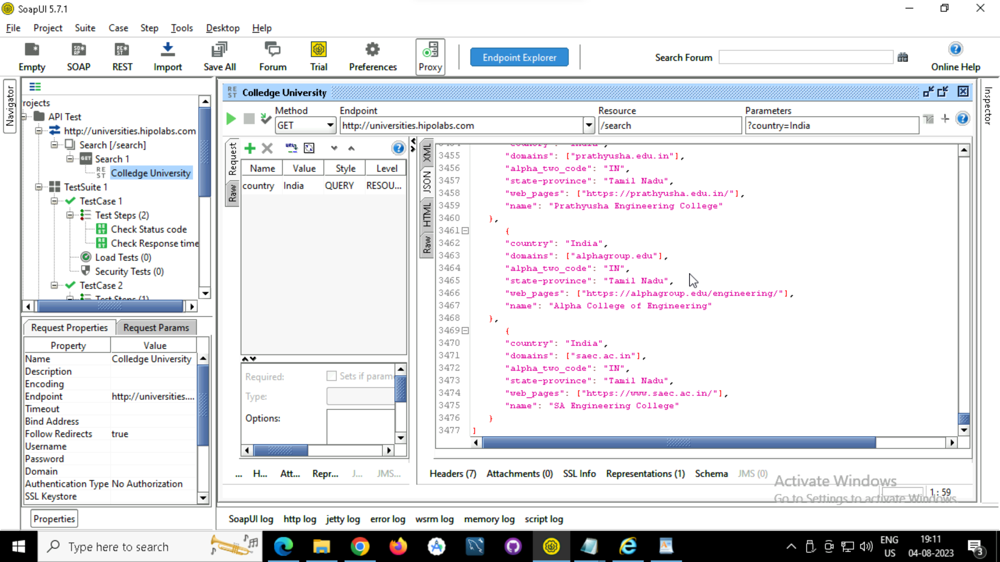 SoapUI 5.7.1
File Project Suite Case Step Tools Desktop Help
Empty SOAP REST Import Save All Forum Trial Preferences Proxy Endpoint Explorer Search Forum Online Help
Navigator
rojects
API Test
http://universities.hipolabs.com
Search [/search]
GET Search 1
REST Colledge University
TestSuite 1
TestCase 1
Test Steps (2)
REST Check Status code
REST Check Response time
Load Tests (0)
Security Tests (0)
TestCase 2
Test Steps (1)
Request Properties Request Params
Property Value
Name Colledge University
Description
Encoding
Endpoint http://universities....
Timeout
Bind Address
Follow Redirects true
Username
Password
Domain
Authentication Type No Authorization
SSL Keystore
Properties
REST Colledge University
Method Endpoint Resource Parameters
GET http://universities.hipolabs.com /search ?country=India
Request
Raw
Name Value Style Level
country India QUERY RESOU...
Required: Sets if param
Type:
Options:
... H... Att... Repr... J... JMS...
XML
JSON
HTML
Raw
3454 "country": "India",
3455 "domains": ["prathyusha.edu.in"],
3456 "alpha_two_code": "IN",
3457 "state-province": "Tamil Nadu",
3458 "web_pages": ["https://prathyusha.edu.in/"],
3459 "name": "Prathyusha Engineering College"
3460 },
3461 {
3462 "country": "India",
3463 "domains": ["alphagroup.edu"],
3464 "alpha_two_code": "IN",
3465 "state-province": "Tamil Nadu",
3466 "web_pages": ["https://alphagroup.edu/engineering/"],
3467 "name": "Alpha College of Engineering"
3468 },
3469 {
3470 "country": "India",
3471 "domains": ["saec.ac.in"],
3472 "alpha_two_code": "IN",
3473 "state-province": "Tamil Nadu",
3474 "web_pages": ["https://www.saec.ac.in/"],
3475 "name": "SA Engineering College"
3476 }
3477 ]
Headers (7) Attachments (0) SSL Info Representations (1) Schema JMS (0)
Activate Windows
Go to Settings to activate Windows.
1 : 59
Inspector
SoapUI log http log jetty log error log wsrm log memory log script log
Type here to search
ENG
US
19:11
04-08-2023
3